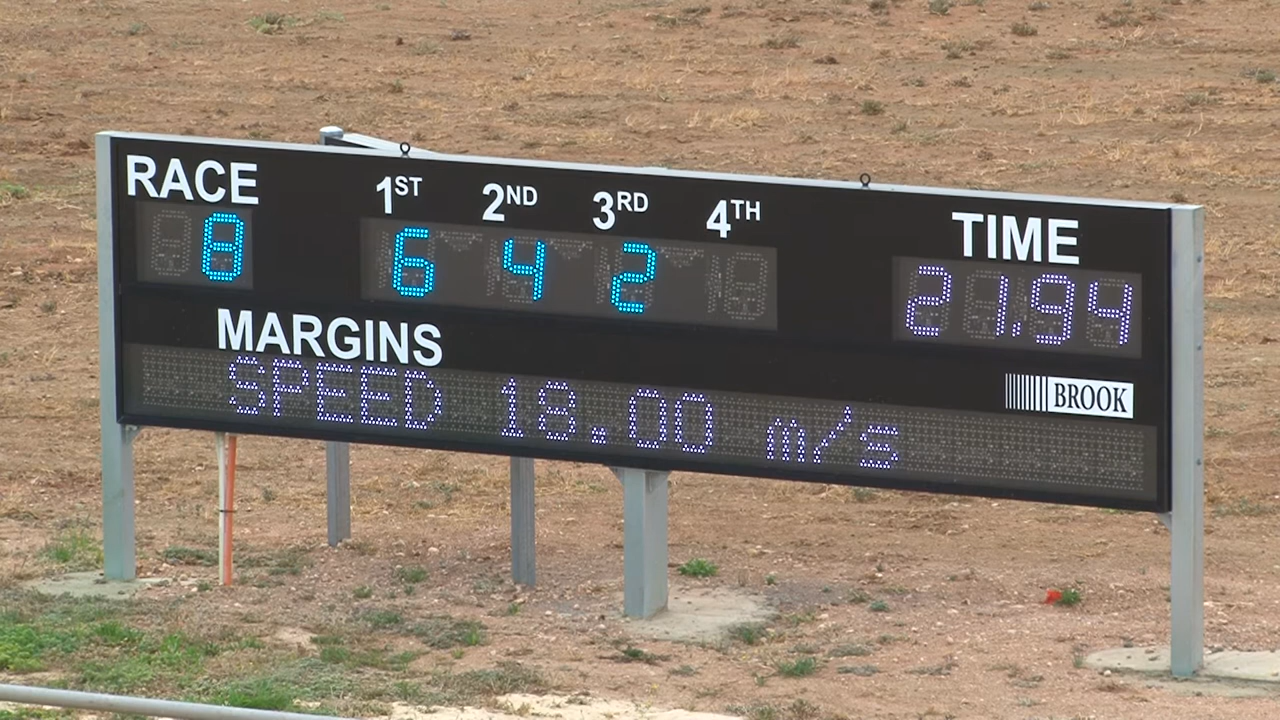 RACE 1ST 2ND 3RD 4TH TIME
8 6 4 2 21.94
MARGINS
BROOK
SPEED 18.00 m/s